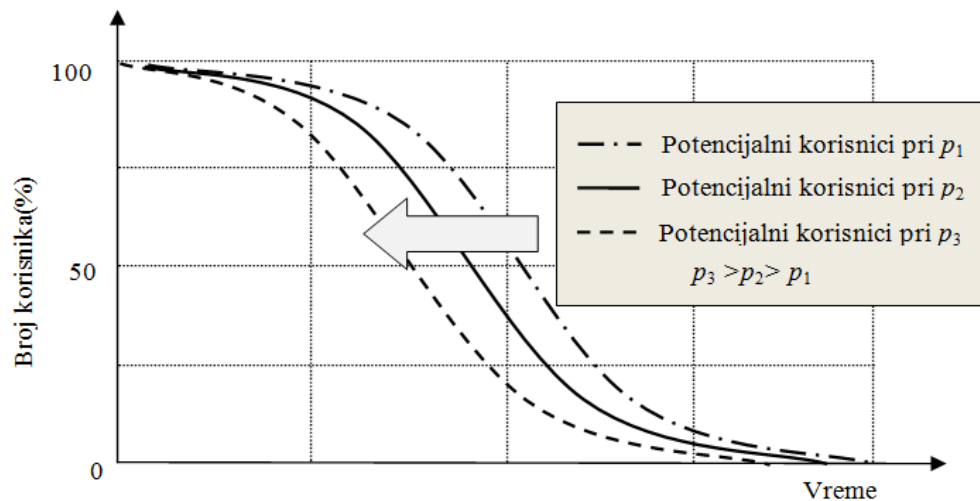 100
Potencijalni korisnici pri p₁
Potencijalni korisnici pri p₂
Potencijalni korisnici pri p₃
p₃ >p₂> p₁
Broj korisnika(%)
50
0
Vreme